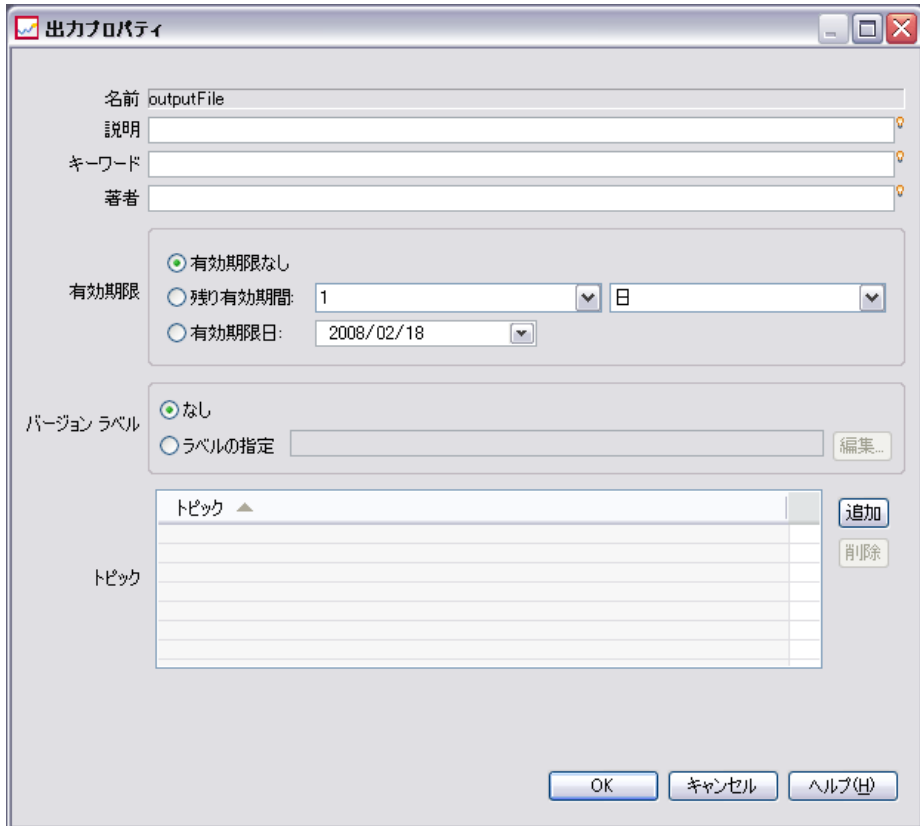 出力プロパティ
名前 outputFile
説明
キーワード
著者
有効期限
有効期限なし
残り有効期間: 1 日
有効期限日: 2008/02/18
バージョン ラベル
なし
ラベルの指定 編集...
トピック
追加
削除
トピック
OK キャンセル ヘルプ(H)